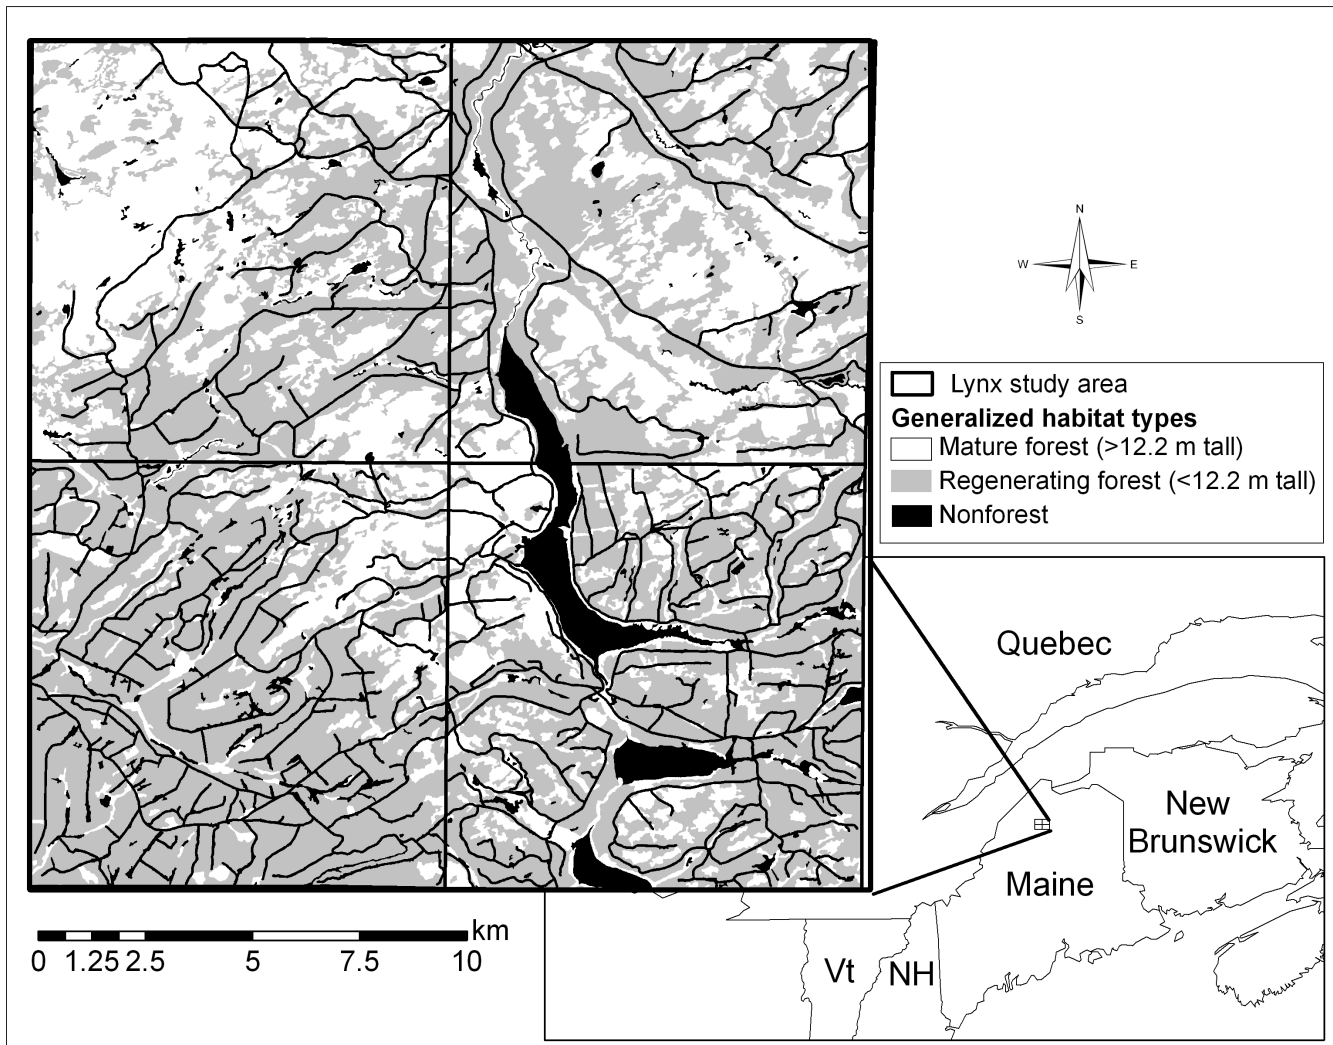 N
W E
S
Lynx study area
Generalized habitat types
Mature forest (>12.2 m tall)
Regenerating forest (<12.2 m tall)
Nonforest
Quebec
New
Brunswick
Maine
Vt
NH
km
0 1.25 2.5 5 7.5 10